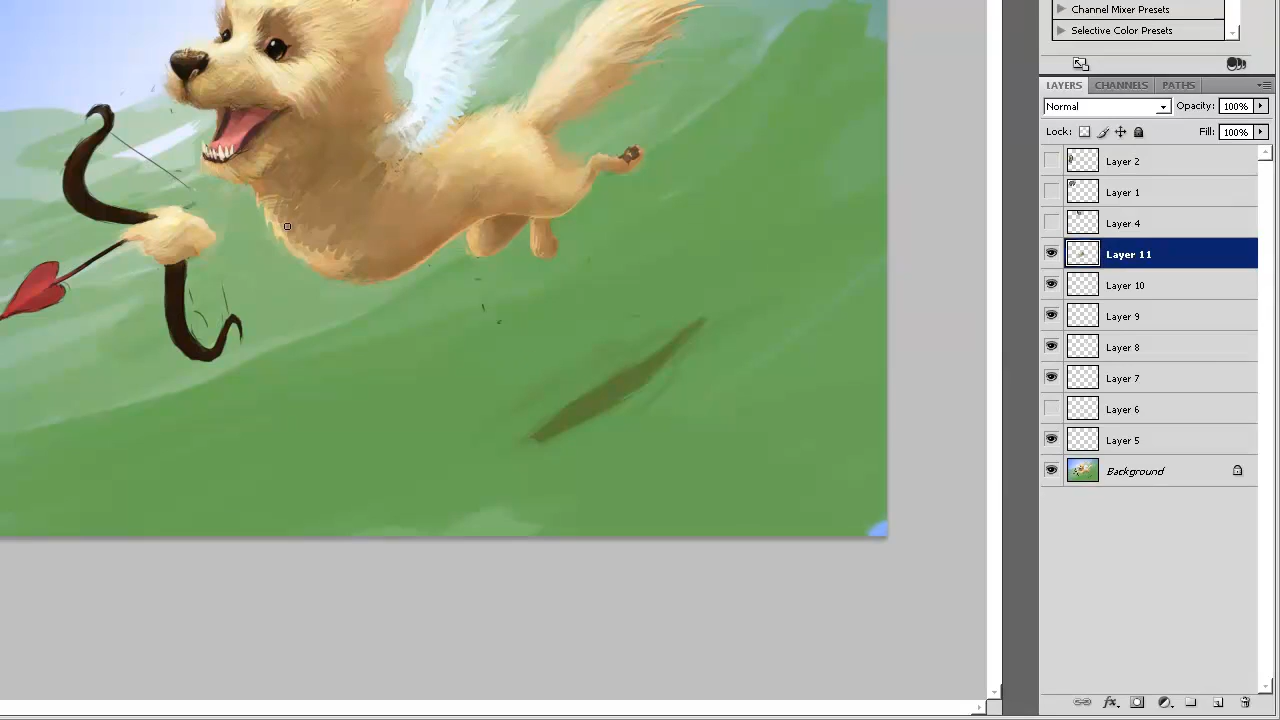 Channel Mixer Presets
Selective Color Presets
LAYERS CHANNELS PATHS
Normal Opacity: 100%
Lock: Fill: 100%
Layer 2
Layer 1
Layer 4
Layer 11
Layer 10
Layer 9
Layer 8
Layer 7
Layer 6
Layer 5
Background
fx